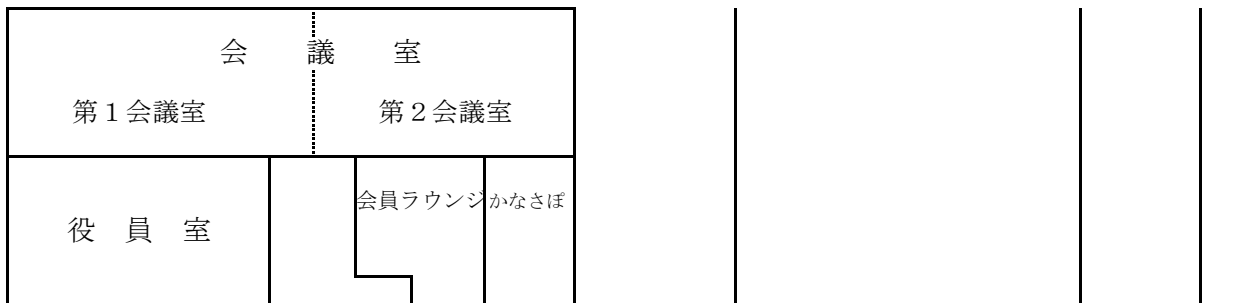 会　議　室
第１会議室　第２会議室
会員ラウンジ　かなさぽ
役　員　室